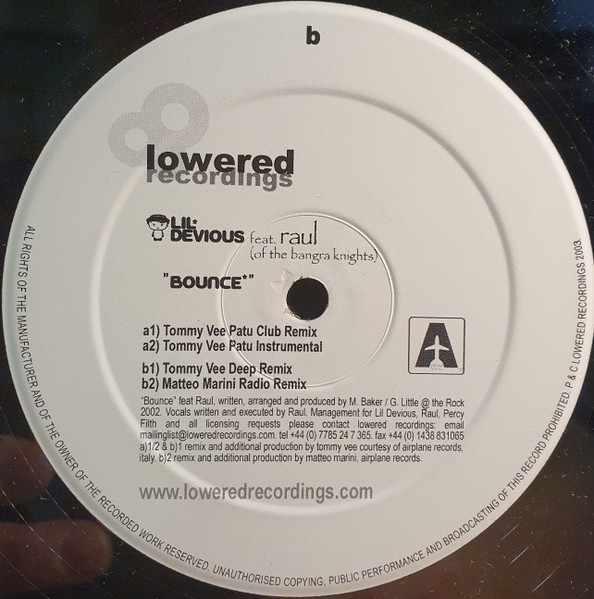 b
lowered
recordings
LIL*
DEVIOUS feat. raul
(of the bangra knights)
"BOUNCE*"
a1) Tommy Vee Patu Club Remix
a2) Tommy Vee Patu Instrumental
b1) Tommy Vee Deep Remix
b2) Matteo Marini Radio Remix
A
"Bounce" feat Raul, written, arranged and produced by M. Baker / G. Little @ the Rock
2002. Vocals written and executed by Raul. Management for Lil Devious, Raul, Percy
Filth and all licensing requests please contact lowered recordings: email
mailinglist@loweredrecordings.com. tel +44 (0) 7785 24 7 365. fax +44 (0) 1438 831065
a)1/2 & b)1 remix and additional production by tommy vee courtesy of airplane records,
italy. b)2 remix and additional production by matteo marini, airplane records.
www.loweredrecordings.com
ALL RIGHTS OF THE MANUFACTURER AND OF THE OWNER OF THE RECORDED WORK RESERVED. UNAUTHORISED COPYING, PUBLIC PERFORMANCE AND BROADCASTING OF THIS RECORD PROHIBITED. P & C LOWERED RECORDINGS 2003.